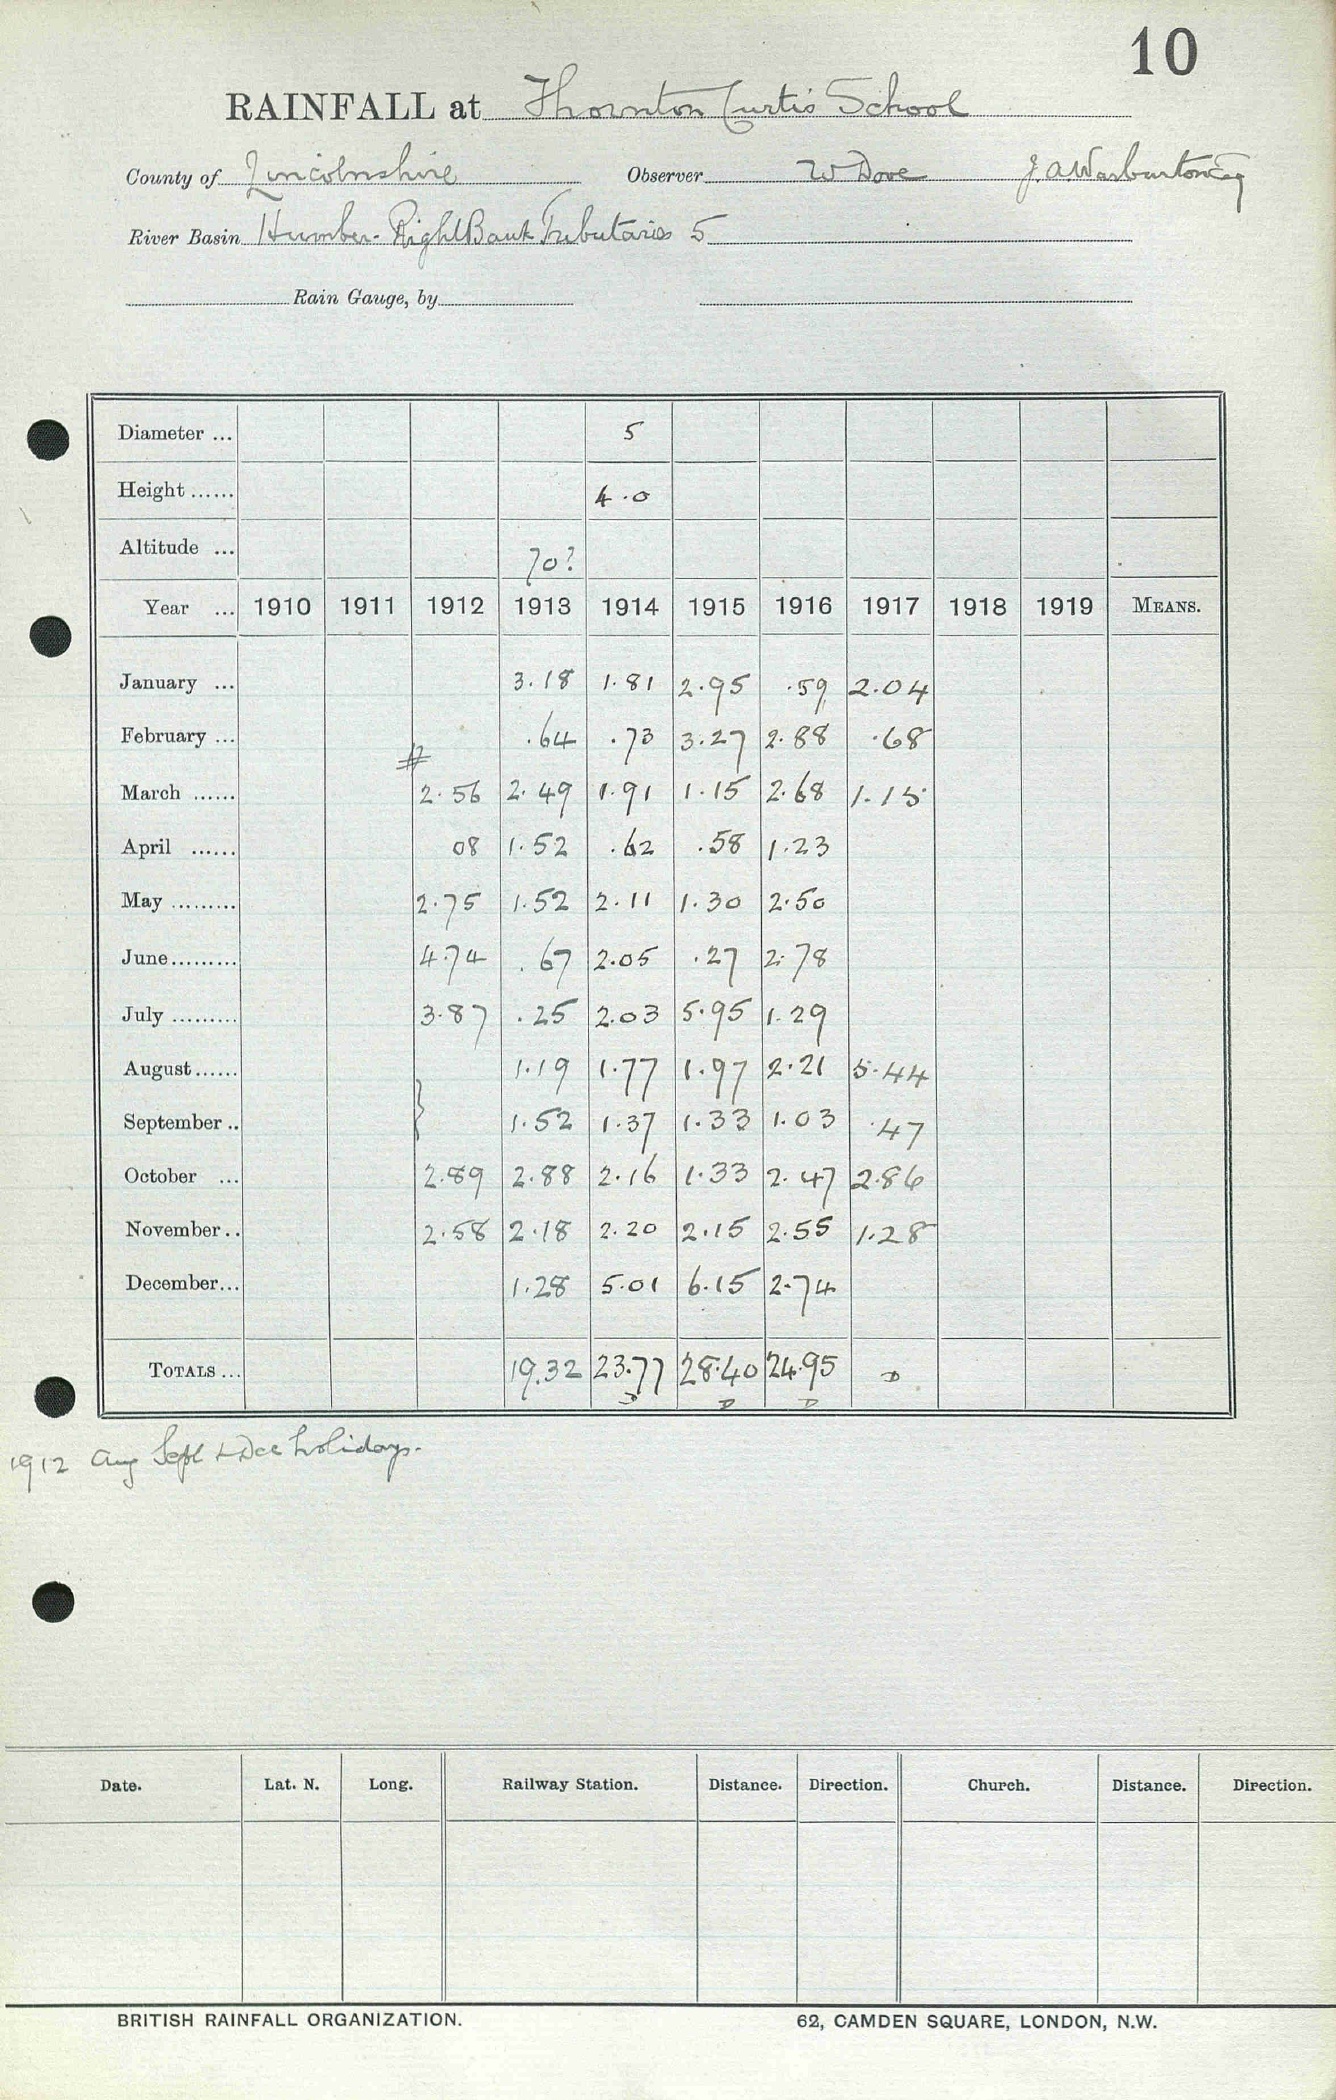 10
RAINFALL at Thornton Curtis School
County of Lincolnshire Observer W Dove J. A Warburton Esq
River Basin Humber. Right Bank Tributaries 5
Rain Gauge, by
Diameter ... 5
Height ...... 4.0
Altitude ... 70?
Year ... 1910 1911 1912 1913 1914 1915 1916 1917 1918 1919 MEANS.
January ... 3.18 1.81 2.95 .59 2.04
February ... .64 .73 3.27 2.88 .68
#
March ...... 2.56 2.49 1.91 1.15 2.68 1.15
April ...... 08 1.52 .62 .58 1.23
May ......... 2.75 1.52 2.11 1.30 2.50
June......... 4.74 .67 2.05 .27 2.78
July ......... 3.87 .25 2.03 5.95 1.29
August...... 1.19 1.77 1.97 2.21 5.44
September .. } 1.52 1.37 1.33 1.03 .47
October ... 2.89 2.88 2.16 1.33 2.47 2.86
November.. 2.58 2.18 2.20 2.15 2.55 1.28
December... 1.28 5.01 6.15 2.74
TOTALS ... 19.32 23.77 28.40 24.95 D
D D D
1912 Aug Sept & Dec holidays.
Date. Lat. N. Long. Railway Station. Distance. Direction. Church. Distance. Direction.
BRITISH RAINFALL ORGANIZATION. 62, CAMDEN SQUARE, LONDON, N.W.